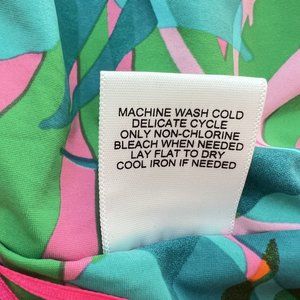 MACHINE WASH COLD
DELICATE CYCLE
ONLY NON-CHLORINE
BLEACH WHEN NEEDED
LAY FLAT TO DRY
COOL IRON IF NEEDED